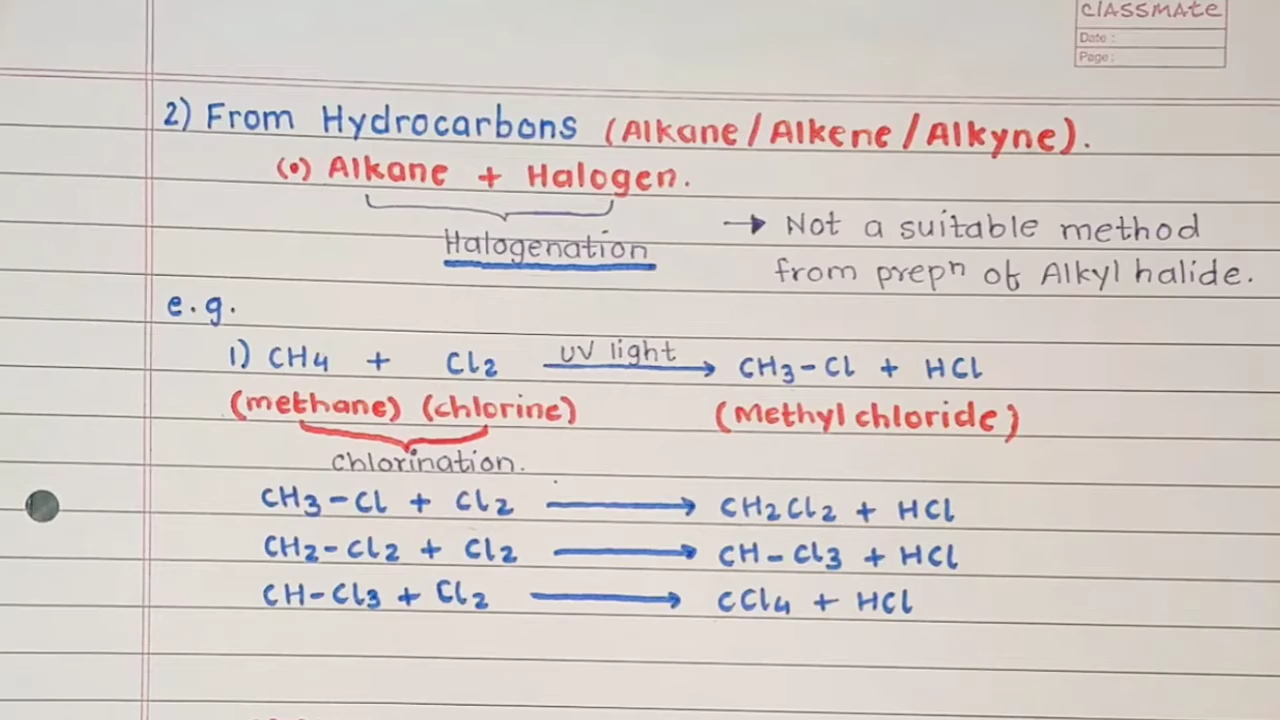 CLASSMATE
Date :
Page :
2) From Hydrocarbons (Alkane/Alkene/Alkyne).
(0) Alkane + Halogen.
Halogenation
→ Not a suitable method
from prepⁿ of Alkyl halide.
e.g.
1) CH4 + Cl2 UV light → CH3-Cl + HCl
(methane) (chlorine) (Methyl chloride)
chlorination.
CH3-Cl + Cl2 → CH2Cl2 + HCl
CH2-Cl2 + Cl2 → CH-Cl3 + HCl
CH-Cl3 + Cl2 → CCl4 + HCl